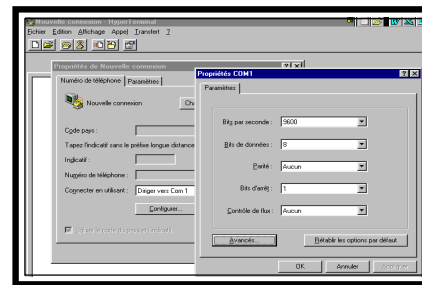 Nouvelle connexion - HyperTerminal
Fichier Edition Affichage Appel Transfert ?
Propriétés de Nouvelle connexion
Numéro de téléphone Paramètres
Nouvelle connexion
Code pays :
Tapez l'indicatif sans le préfixe longue distance
Indicatif :
Numéro de téléphone :
Connecter en utilisant : Diriger vers Com 1
Configurer...
Propriétés COM1
Paramètres
Bits par seconde : 9600
Bits de données : 8
Parité : Aucun
Bits d'arrêt : 1
Contrôle de flux : Aucun
Avancés... Rétablir les options par défaut
OK Annuler Appliquer